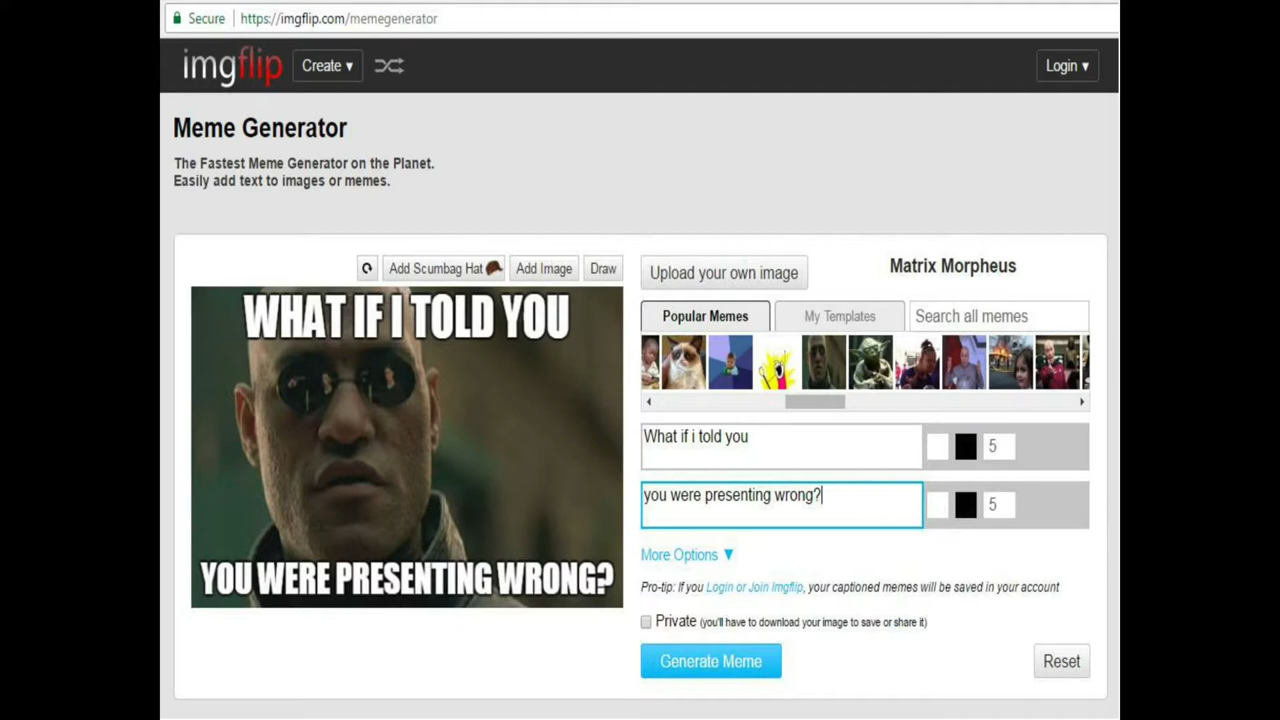 Secure https://imgflip.com/memegenerator
imgflip Create ▾ Login ▾
Meme Generator
The Fastest Meme Generator on the Planet.
Easily add text to images or memes.
Add Scumbag Hat Add Image Draw
Upload your own image Matrix Morpheus
Popular Memes My Templates Search all memes
WHAT IF I TOLD YOU
YOU WERE PRESENTING WRONG?
What if i told you 5
you were presenting wrong? 5
More Options ▼
Pro-tip: If you Login or Join Imgflip, your captioned memes will be saved in your account
Private (you'll have to download your image to save or share it)
Generate Meme Reset